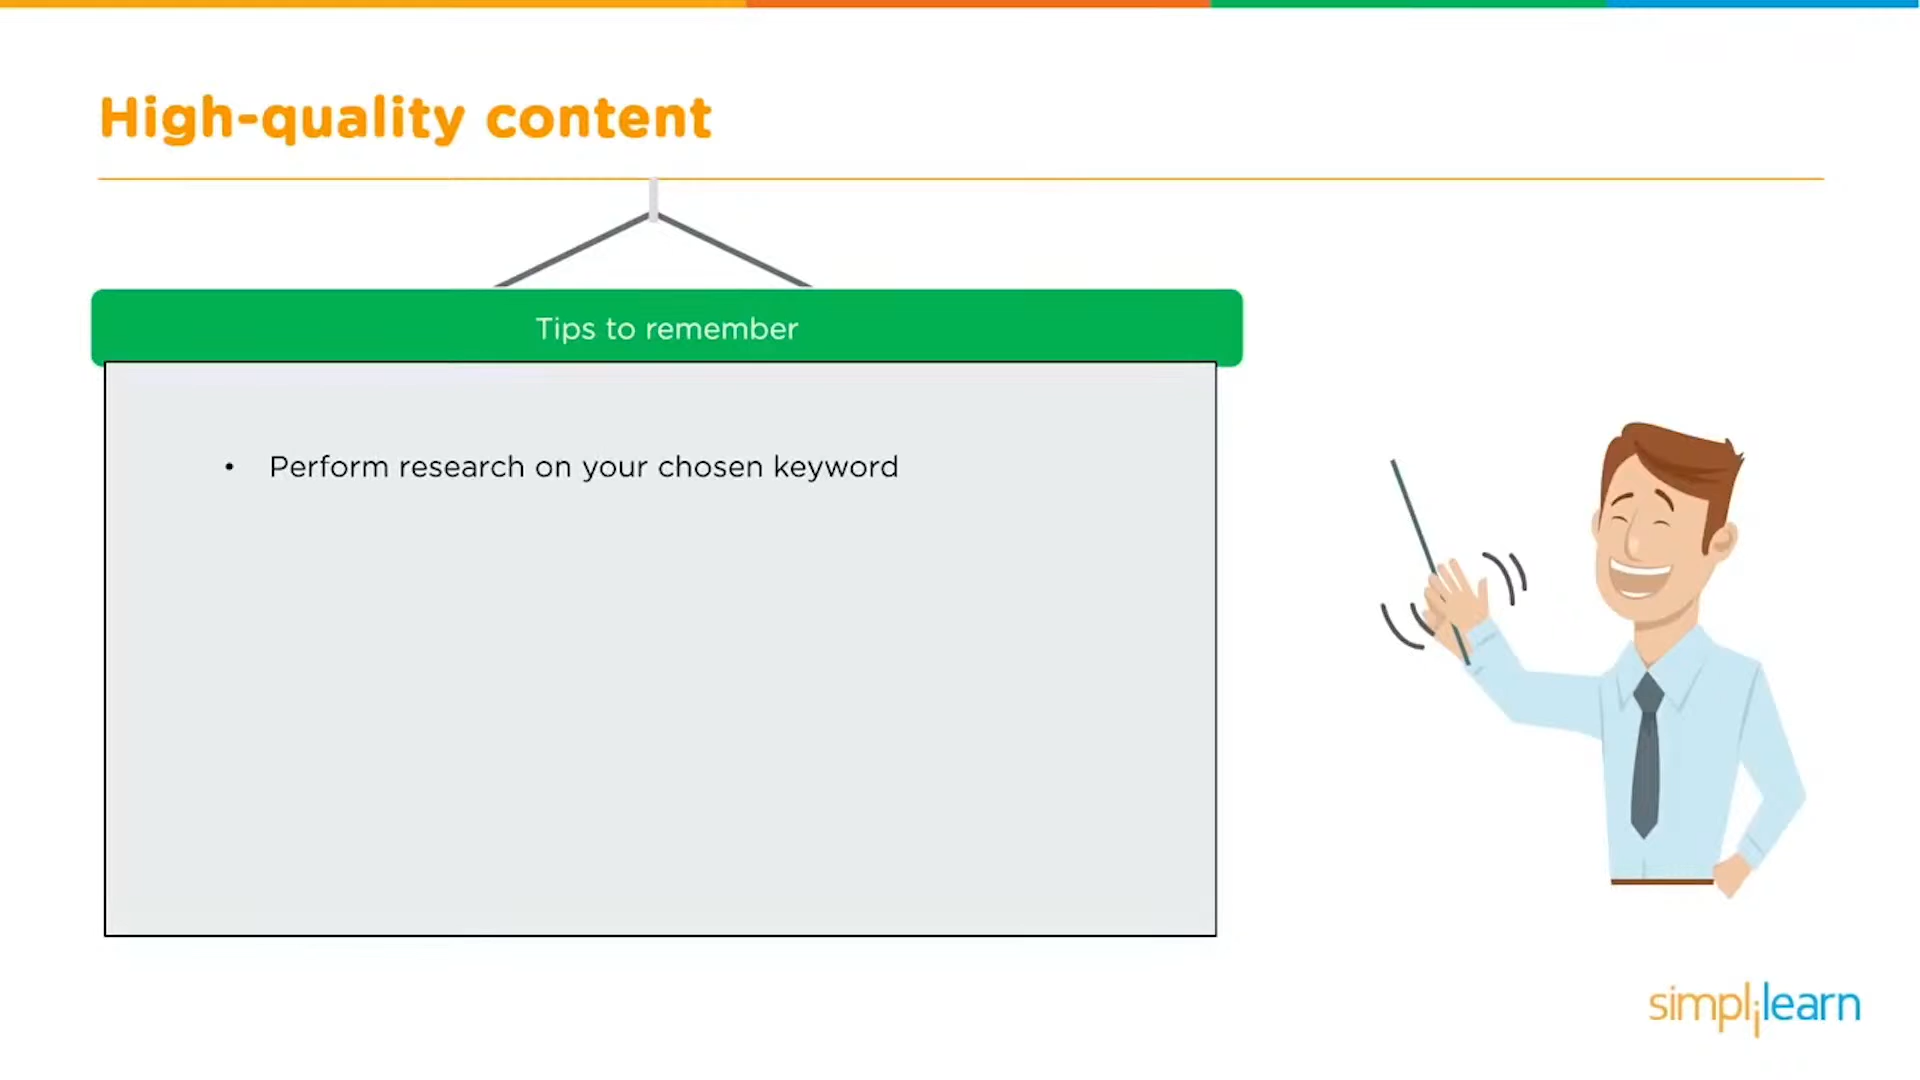 High-quality content
Tips to remember
• Perform research on your chosen keyword
simplilearn